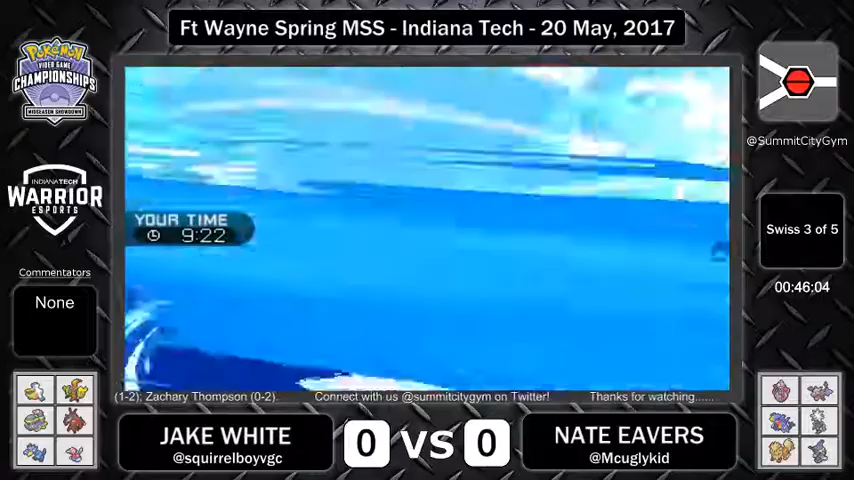 Ft Wayne Spring MSS - Indiana Tech - 20 May, 2017
Pokémon
VIDEO GAME
CHAMPIONSHIPS
MIDSEASON SHOWDOWN
@SummitCityGym
INDIANA TECH
WARRIOR
ESPORTS
YOUR TIME
9:22
Swiss 3 of 5
00:46:04
Commentators
None
(1-2); Zachary Thompson (0-2)
Connect with us @summitcitygym on Twitter!
Thanks for watching......
JAKE WHITE
@squirrelboyvgc
0 VS 0
NATE EAVERS
@Mcuglykid